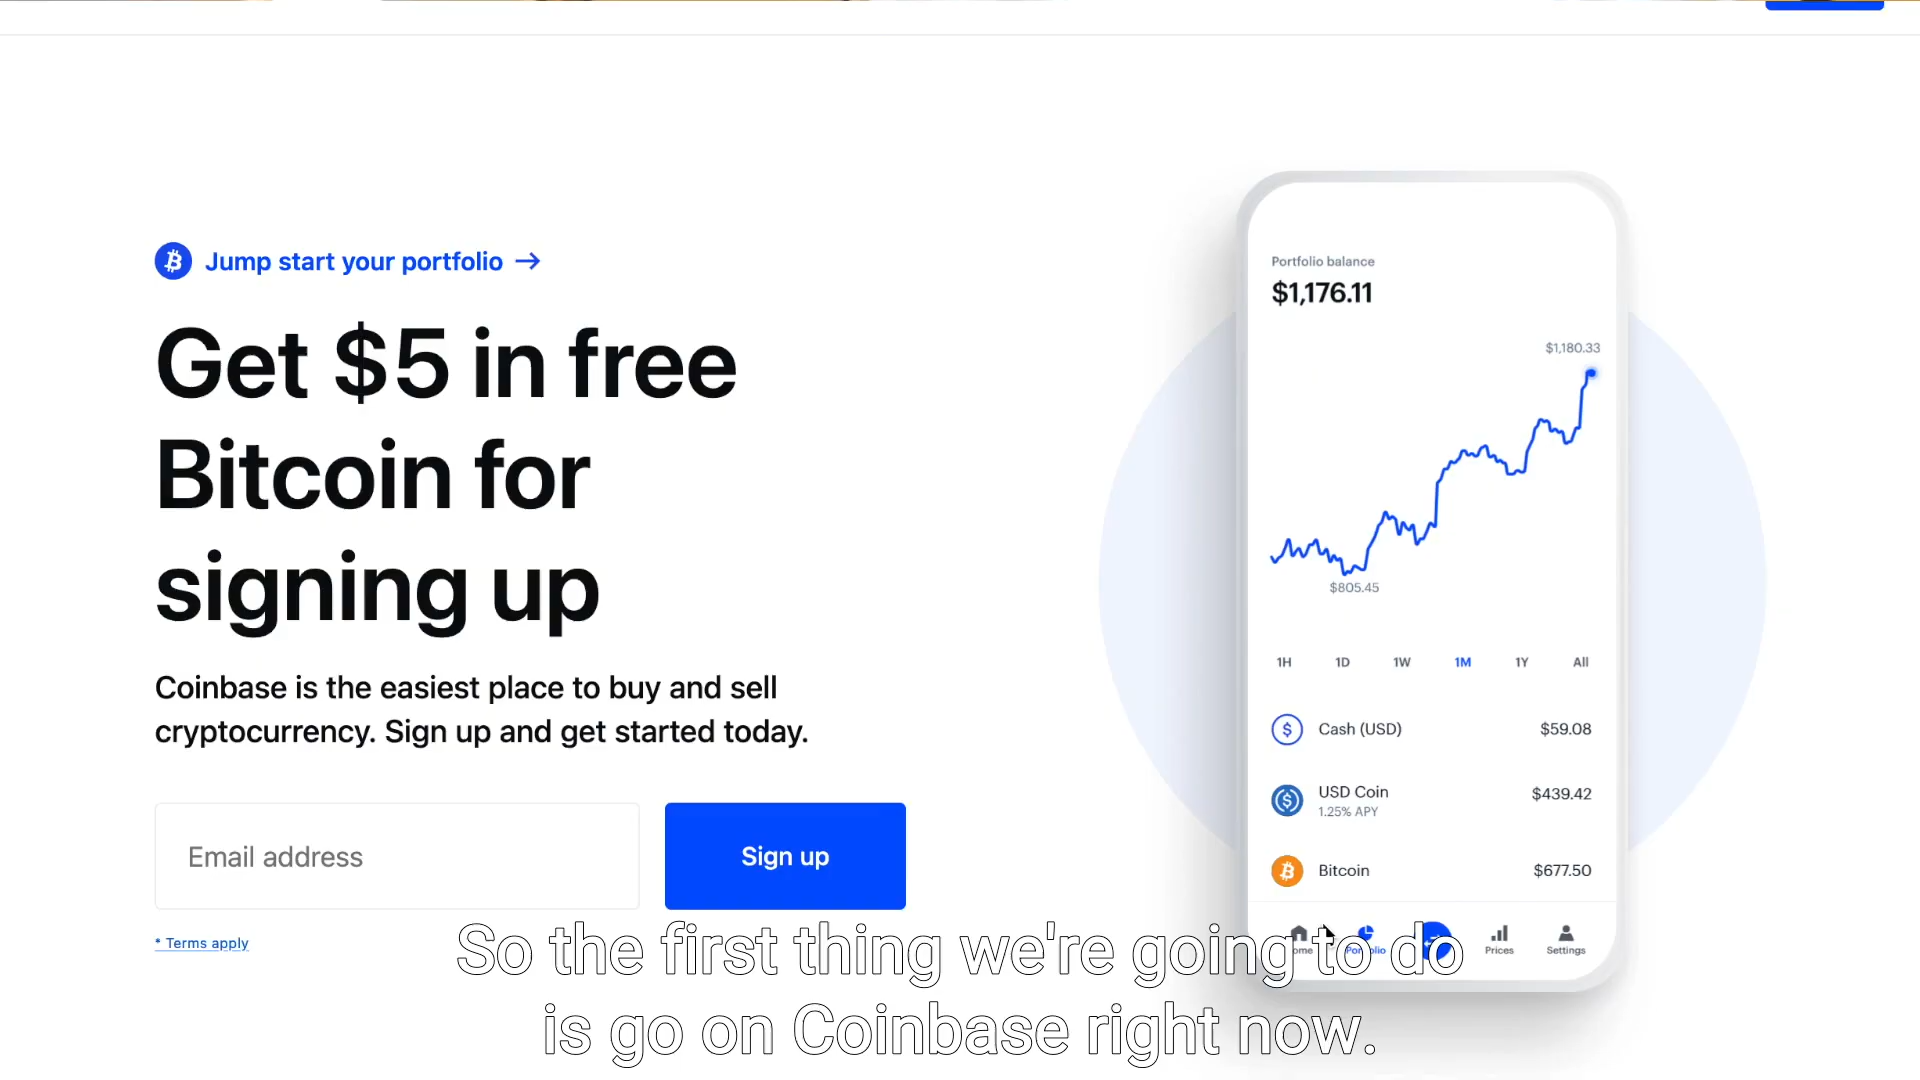 Jump start your portfolio →
Get $5 in free
Bitcoin for
signing up
Coinbase is the easiest place to buy and sell
cryptocurrency. Sign up and get started today.
Email address
Sign up
* Terms apply
Portfolio balance
$1,176.11
$1,180.33
$805.45
1H 1D 1W 1M 1Y All
Cash (USD) $59.08
USD Coin $439.42
1.25% APY
Bitcoin $677.50
Prices Settings
So the first thing we're going to do
is go on Coinbase right now.